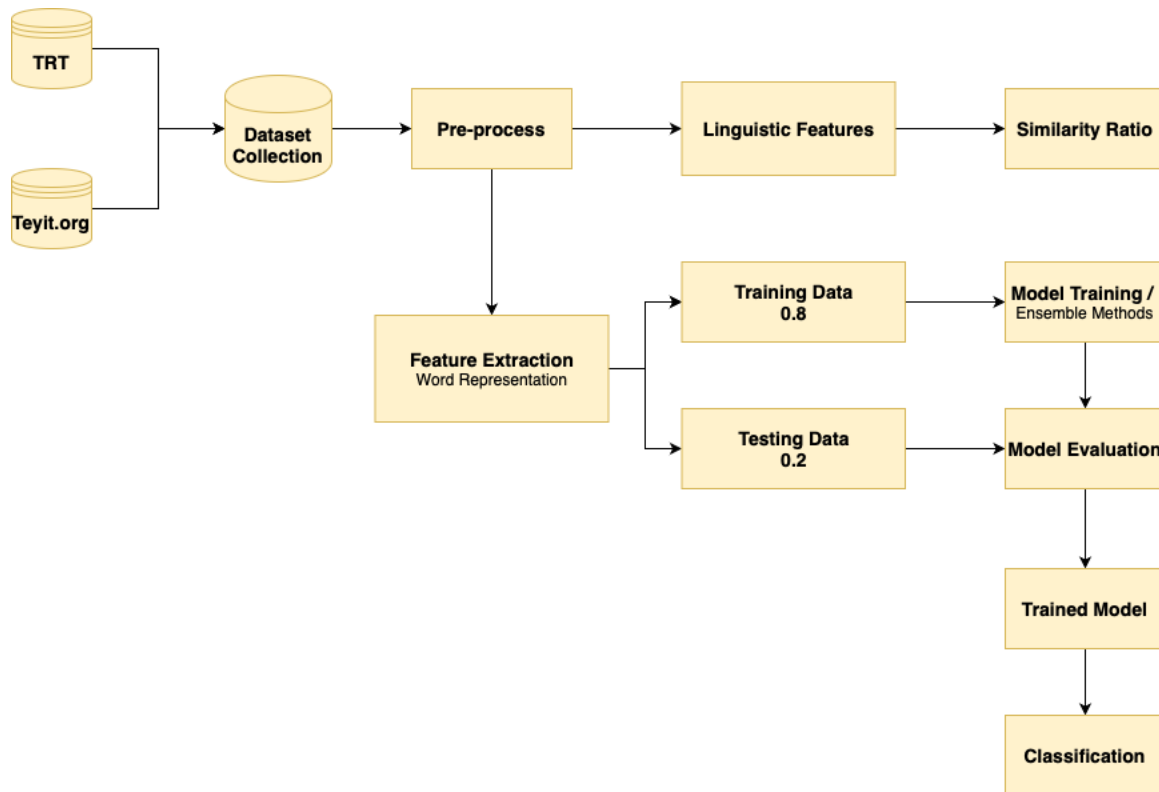 TRT
Teyit.org
Dataset
Collection
Pre-process
Linguistic Features
Similarity Ratio
Feature Extraction
Word Representation
Training Data
0.8
Model Training /
Ensemble Methods
Testing Data
0.2
Model Evaluation
Trained Model
Classification